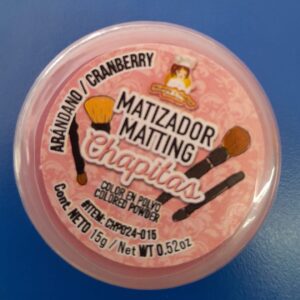 ARÁNDANO / CRANBERRY
MATIZADOR
MATTING
Chapitas
COLOR EN POLVO
COLORED POWDER
#ITEM: CHP024-015
Cont. NETO 15g / Net WT 0.52oz